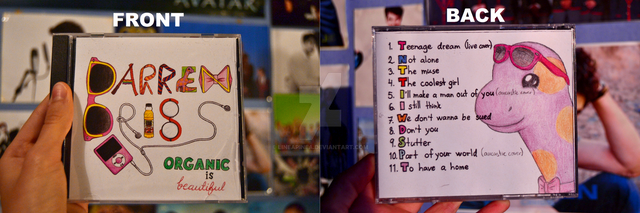 FRONT
DARREN
CRISS
ORGANIC
is
beautiful
BACK
1. Teenage dream (live cover)
2. Not alone
3. The muse
4. The coolest girl
5. I'll make a man out of you (acoustic cover)
6. I still think
7. We don't wanna be sued
8. Don't you
9. Stutter
10. Part of your world (acoustic cover)
11. To have a home
AVATAR